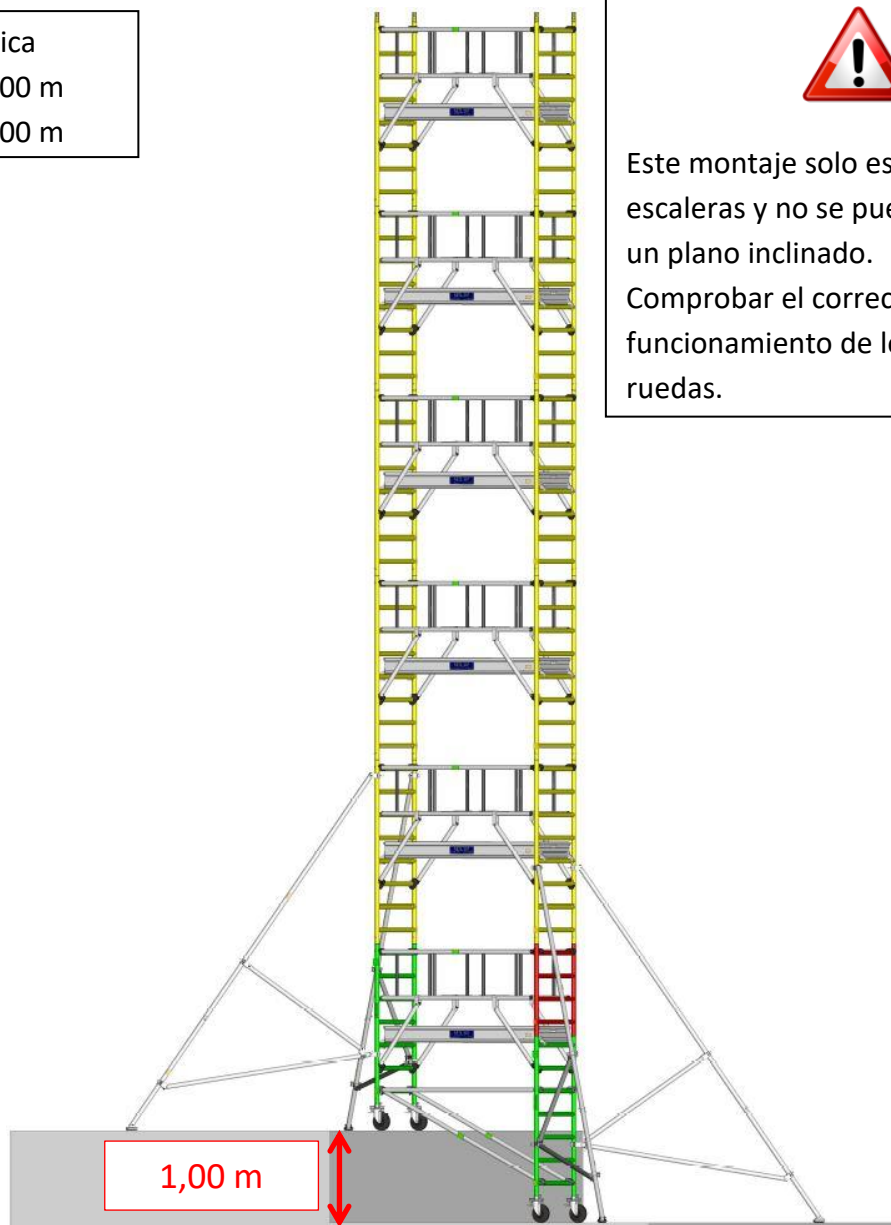 ica
00 m
00 m
Este montaje solo es
escaleras y no se pue
un plano inclinado.
Comprobar el correc
funcionamiento de l
ruedas.
1,00 m